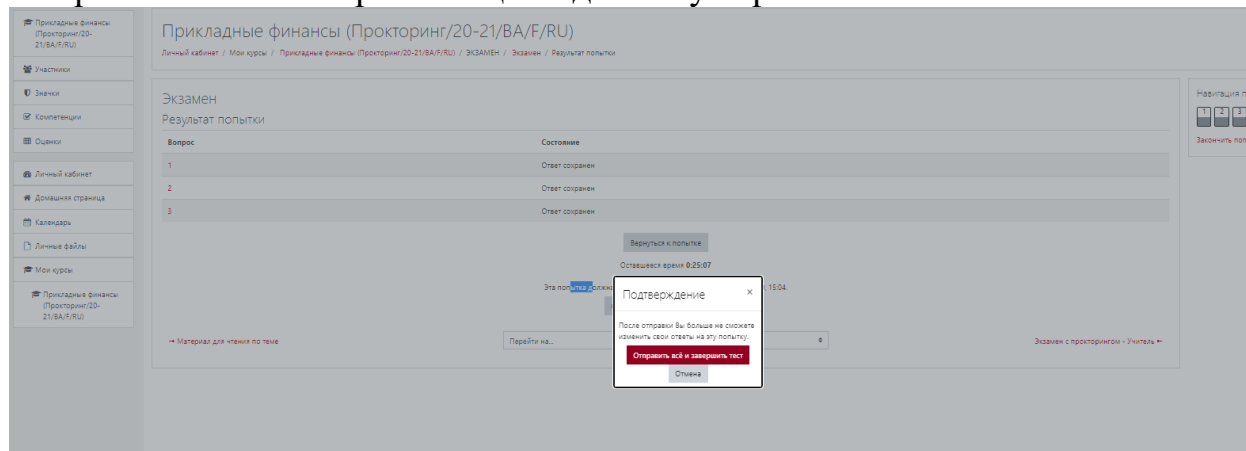 Прикладные финансы
(Прокторинг/20-
21/BA/F/RU)
Участники
Значки
Компетенции
Оценки
Личный кабинет
Домашняя страница
Календарь
Личные файлы
Мои курсы
Прикладные финансы
(Прокторинг/20-
21/BA/F/RU)
Прикладные финансы (Прокторинг/20-21/BA/F/RU)
Личный кабинет / Мои курсы / Прикладные финансы (Прокторинг/20-21/BA/F/RU) / ЭКЗАМЕН / Экзамен / Результат попытки
Экзамен
Результат попытки
Вопрос Состояние
1 Ответ сохранен
2 Ответ сохранен
3 Ответ сохранен
Вернуться к попытке
Оставшееся время 0:25:07
Эта попытка должно 15:04.
Подтверждение ×
После отправки Вы больше не сможете
изменить свои ответы на эту попытку.
Отправить всё и завершить тест
Отмена
← Материал для чтения по теме
Перейти на...
Экзамен с прокторингом - Учитель
Навигация п
1 2 3
Закончить поп